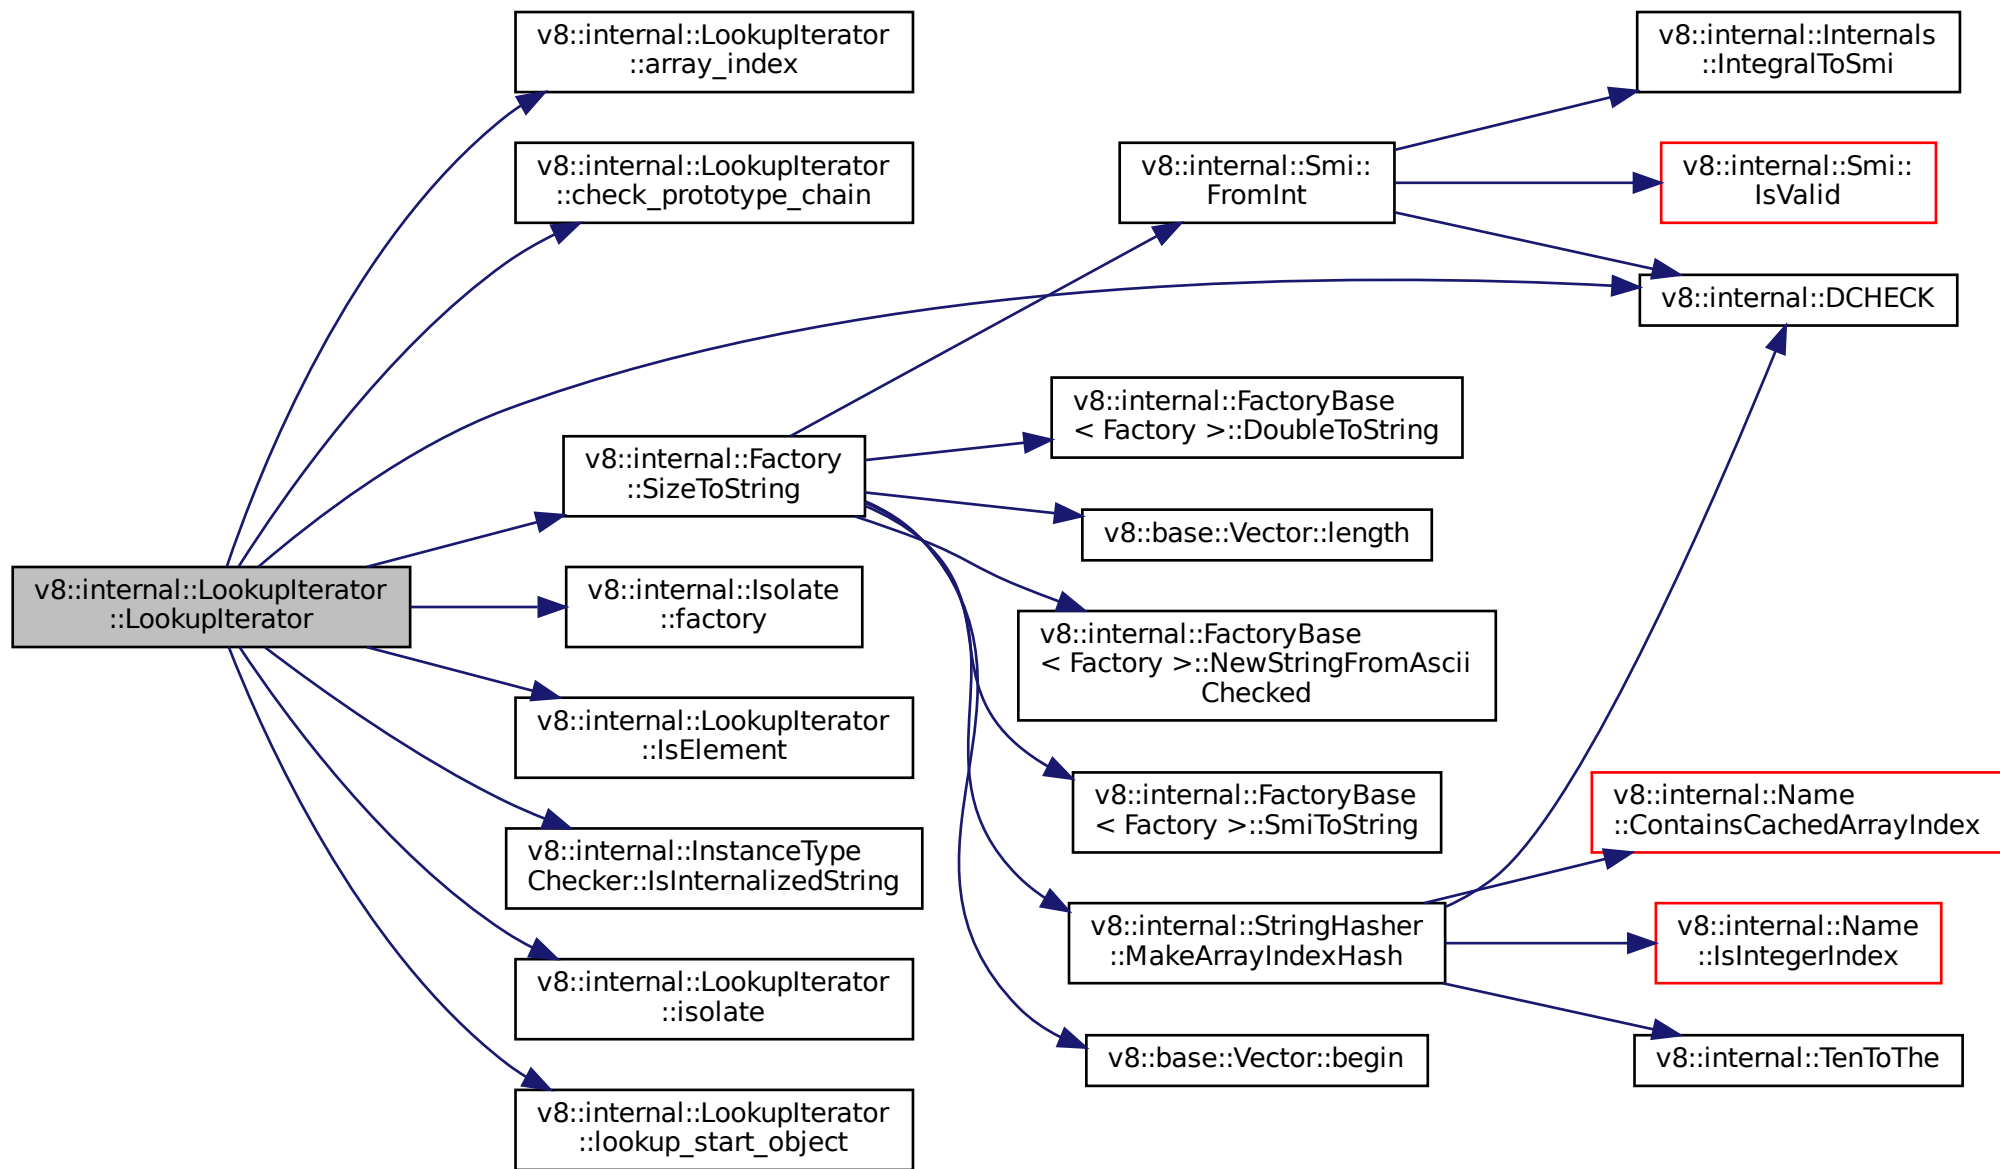 v8::internal::LookupIterator
::LookupIterator
v8::internal::LookupIterator
::array_index
v8::internal::LookupIterator
::check_prototype_chain
v8::internal::Factory
::SizeToString
v8::internal::Isolate
::factory
v8::internal::LookupIterator
::IsElement
v8::internal::InstanceType
Checker::IsInternalizedString
v8::internal::LookupIterator
::isolate
v8::internal::LookupIterator
::lookup_start_object
v8::internal::Smi::
FromInt
v8::internal::FactoryBase
< Factory >::DoubleToString
v8::base::Vector::length
v8::internal::FactoryBase
< Factory >::NewStringFromAscii
Checked
v8::internal::FactoryBase
< Factory >::SmiToString
v8::internal::StringHasher
::MakeArrayIndexHash
v8::base::Vector::begin
v8::internal::Internals
::IntegralToSmi
v8::internal::Smi::
IsValid
v8::internal::DCHECK
v8::internal::Name
::ContainsCachedArrayIndex
v8::internal::Name
::IsIntegerIndex
v8::internal::TenToThe